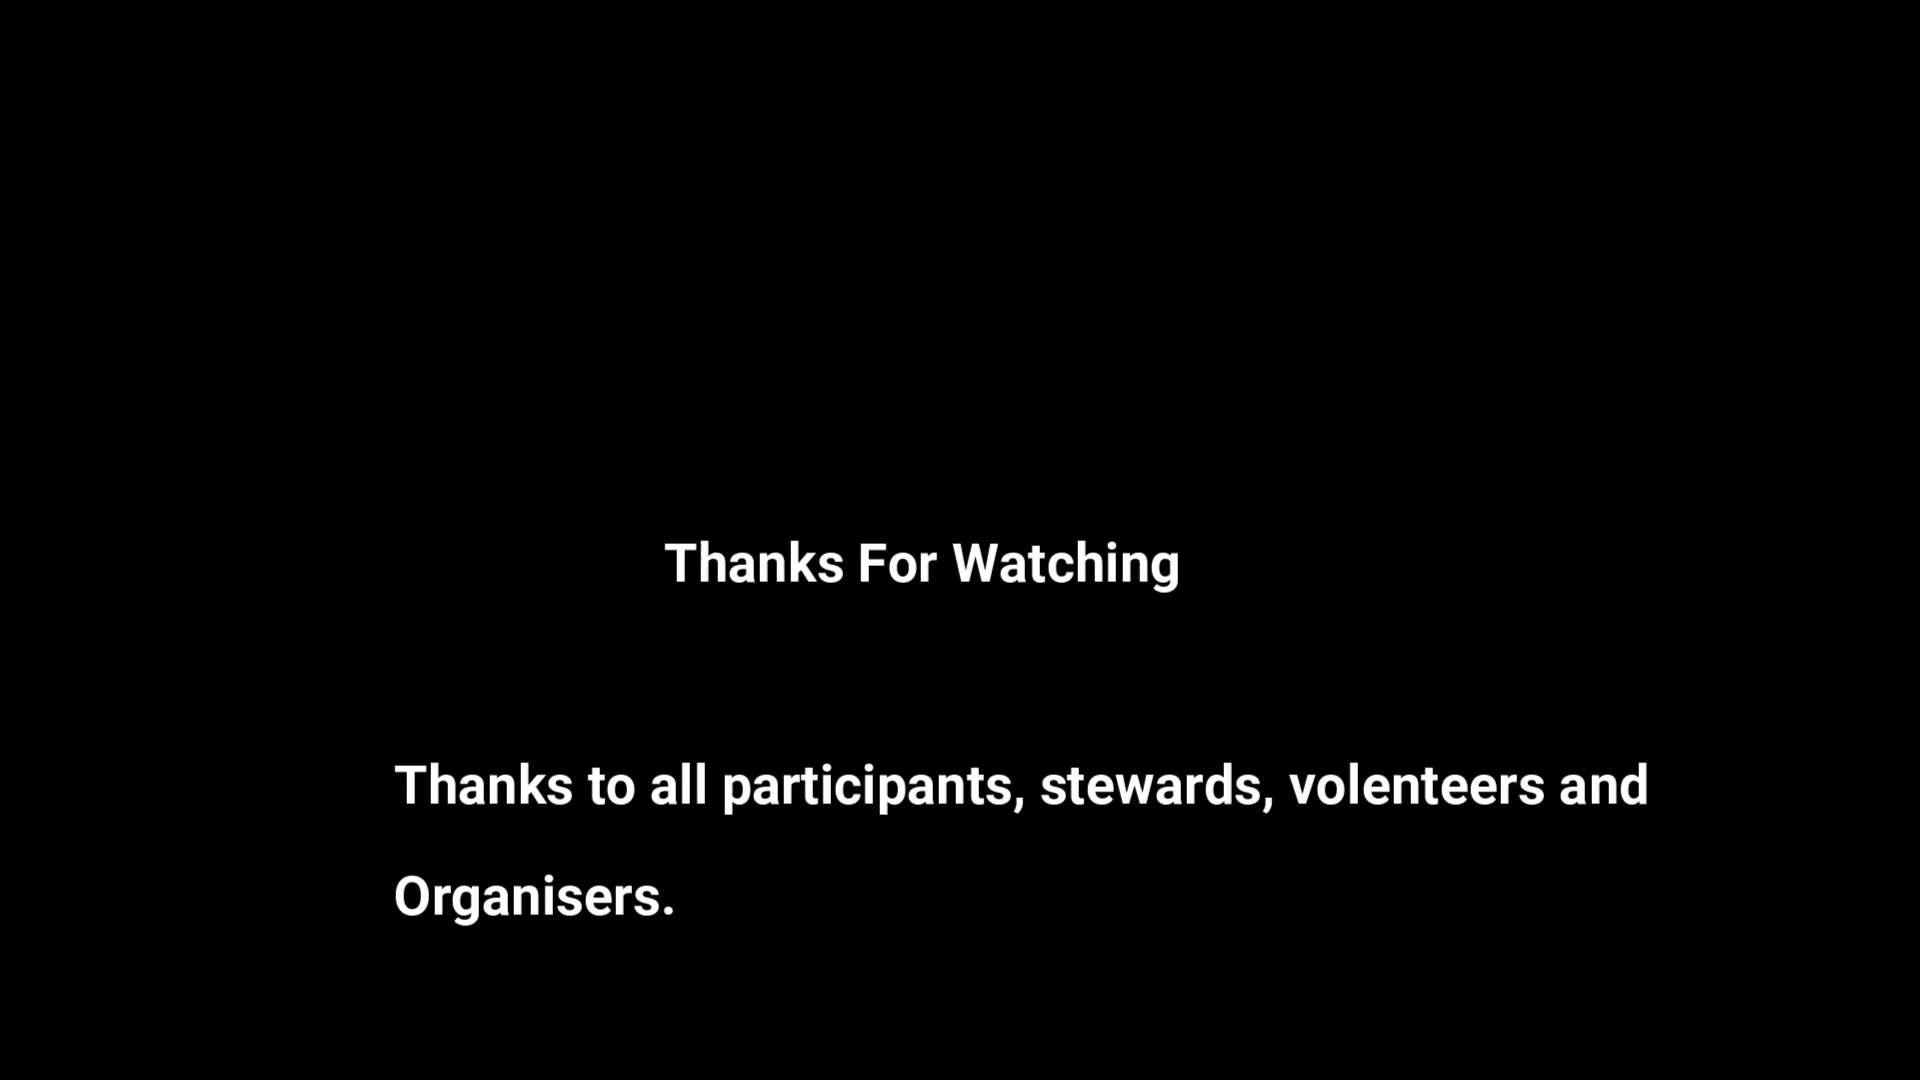 Thanks For Watching
Thanks to all participants, stewards, volenteers and
Organisers.